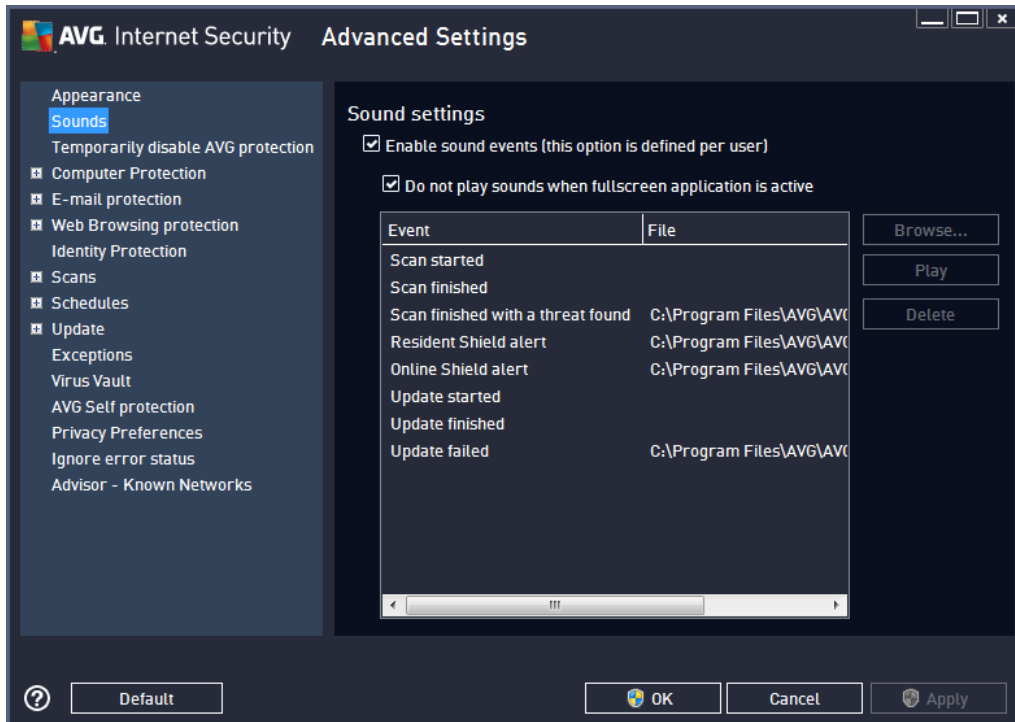 AVG. Internet Security Advanced Settings
Appearance
Sounds
Temporarily disable AVG protection
Computer Protection
E-mail protection
Web Browsing protection
Identity Protection
Scans
Schedules
Update
Exceptions
Virus Vault
AVG Self protection
Privacy Preferences
Ignore error status
Advisor - Known Networks
Sound settings
Enable sound events (this option is defined per user)
Do not play sounds when fullscreen application is active
Event File
Scan started
Scan finished
Scan finished with a threat found C:\Program Files\AVG\AV
Resident Shield alert C:\Program Files\AVG\AV
Online Shield alert C:\Program Files\AVG\AV
Update started
Update finished
Update failed C:\Program Files\AVG\AV
Browse...
Play
Delete
Default
OK
Cancel
Apply